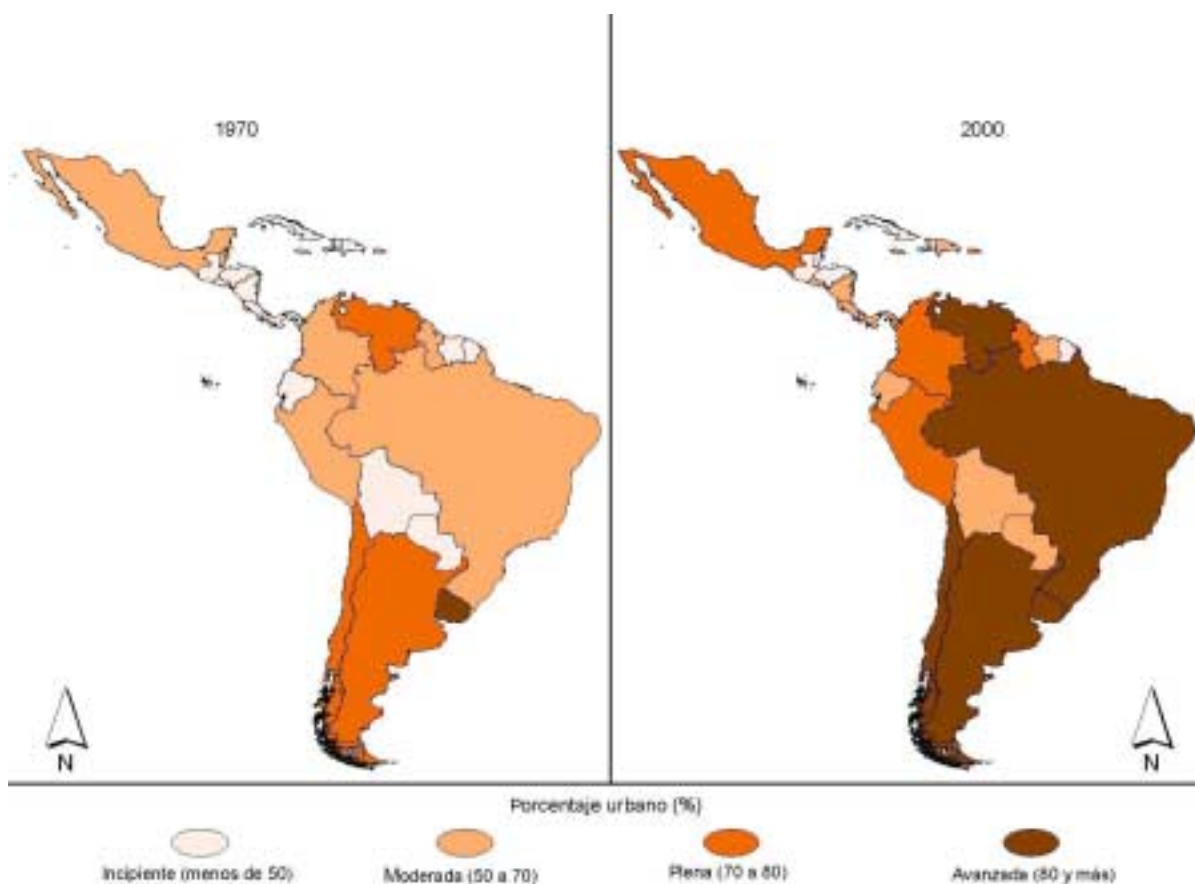 1970
2000
N
N
Porcentaje urbano (%)
Incipiente (menos de 50)
Moderada (50 a 70)
Plena (70 a 80)
Avanzada (80 y más)